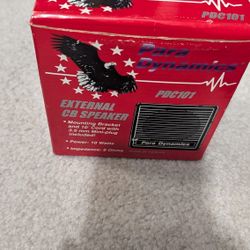 PDC101
Para
Dynamics
PDC101
EXTERNAL
CB SPEAKER
• Mounting Bracket
and 10' Cord with
3.5 mm Mini-plug
Included!
• Power: 10 Watts
• Impedance: 8 Ohms
Para Dynamics